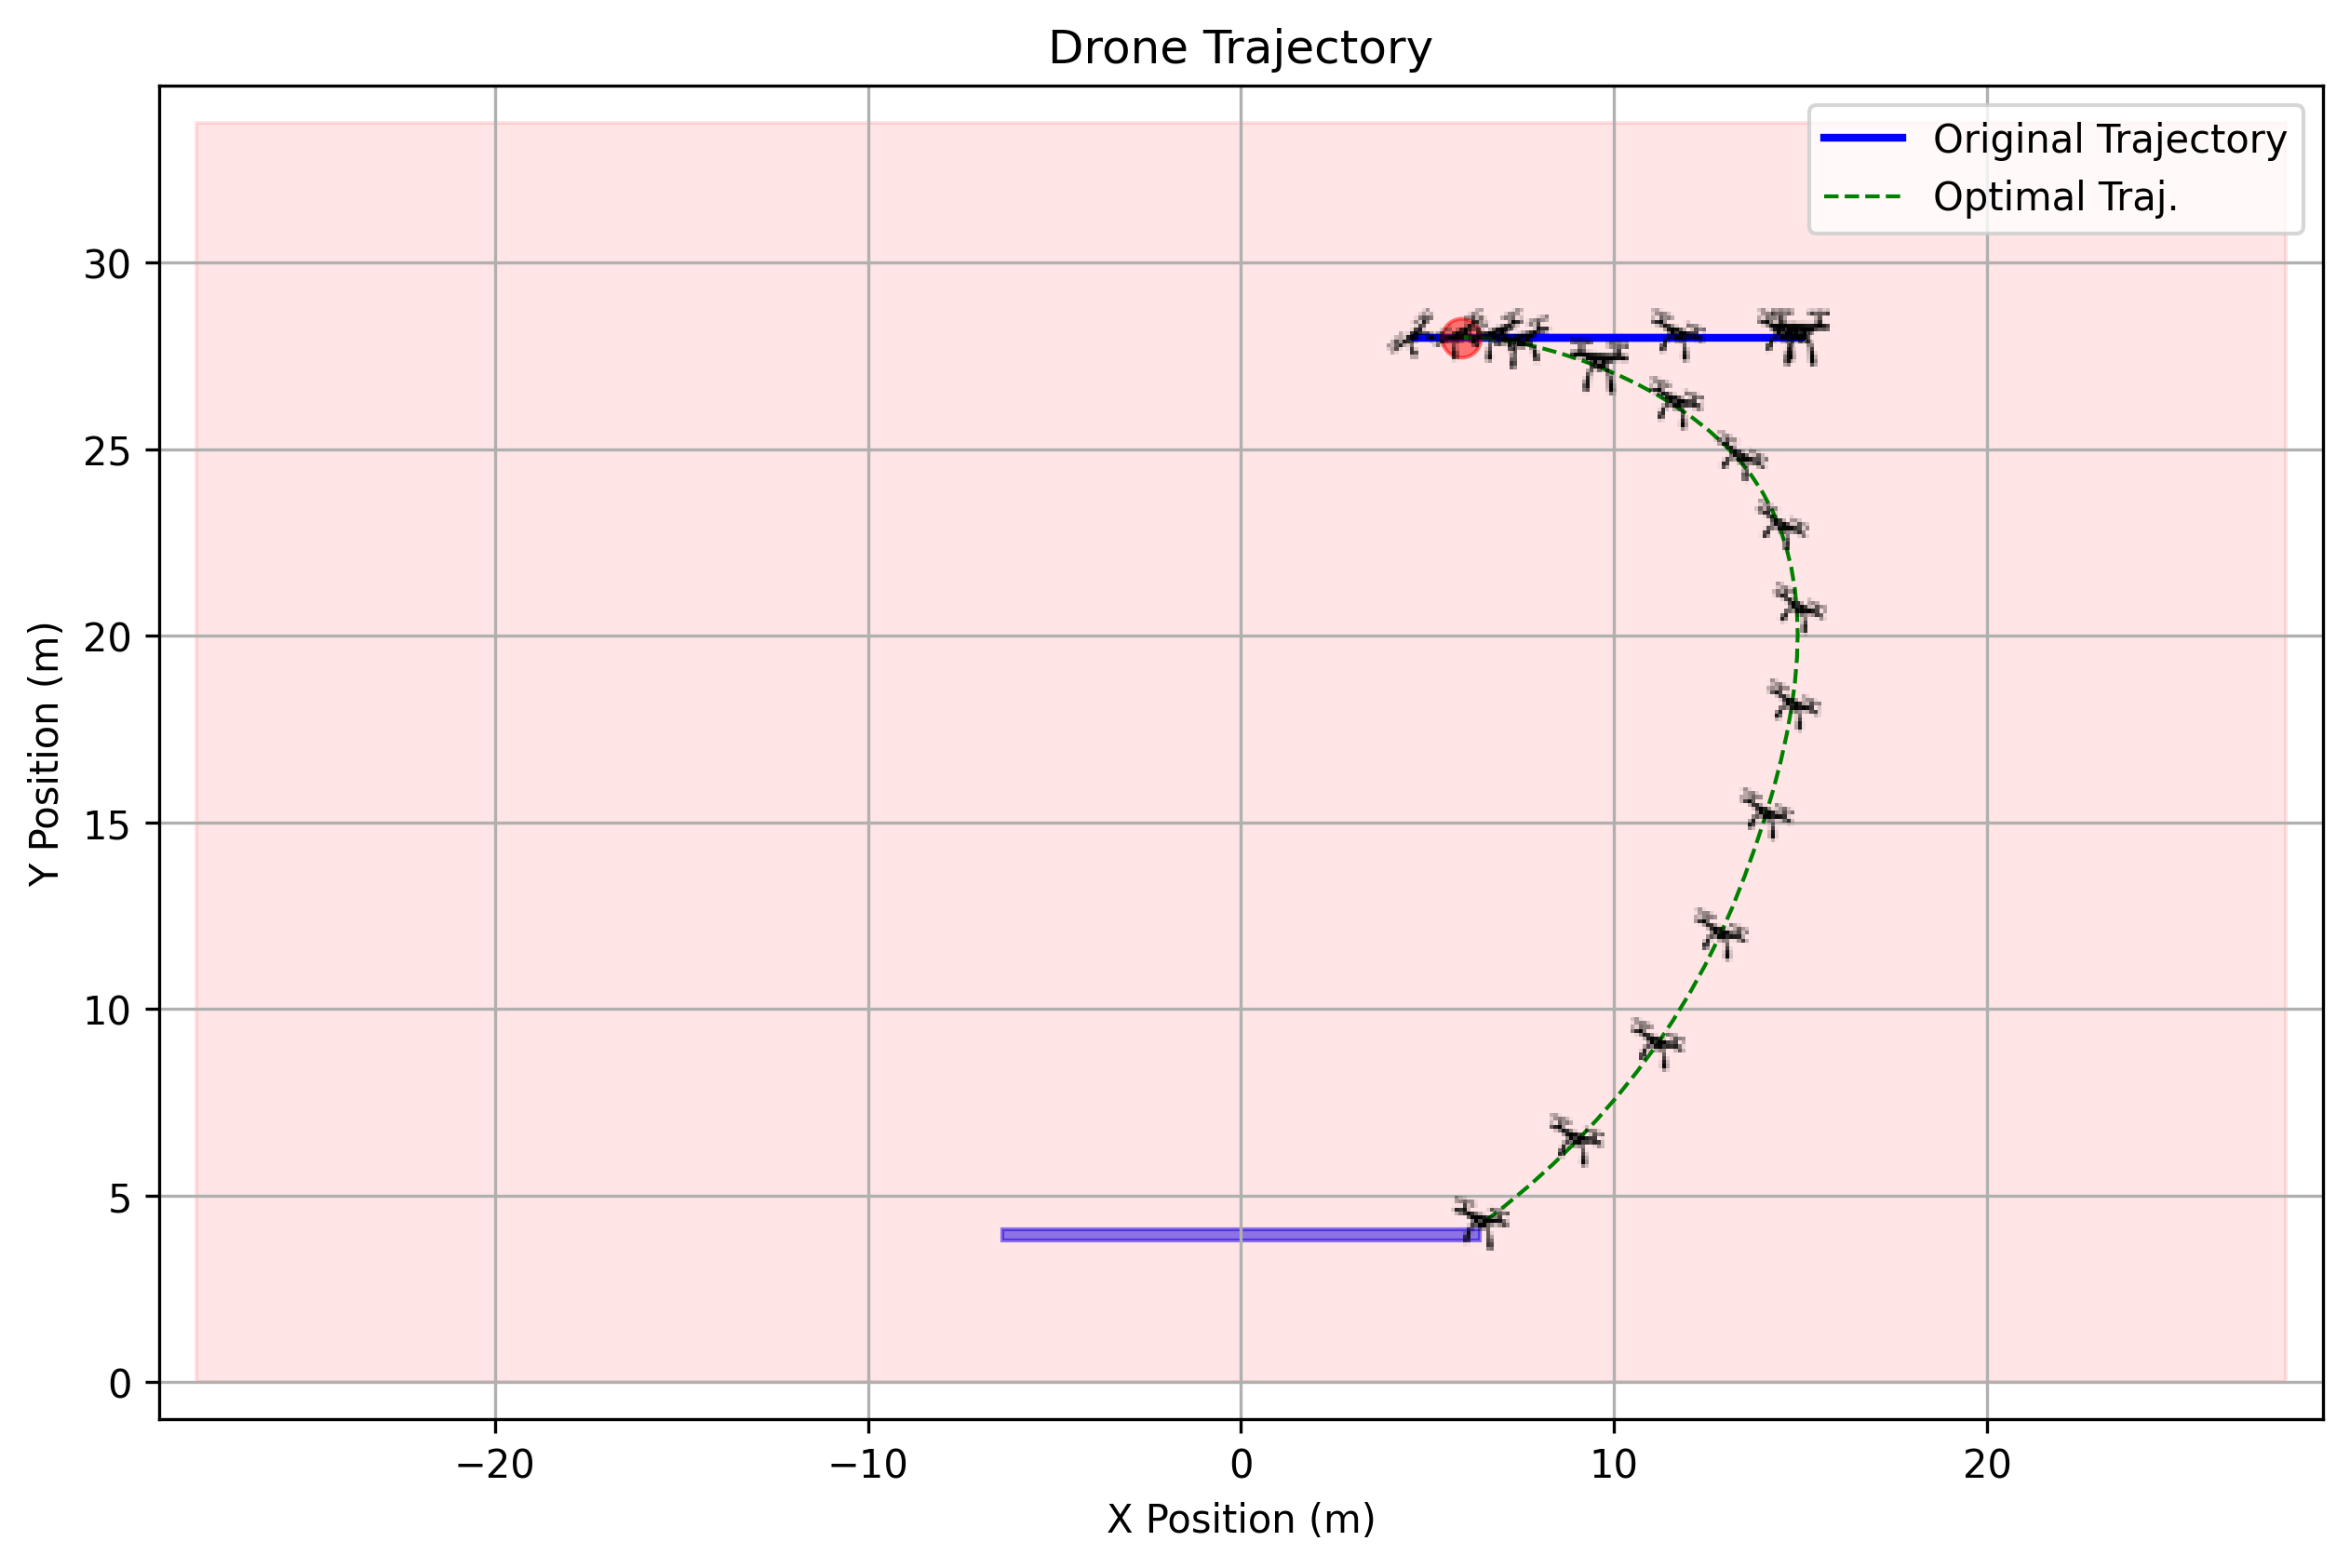 Drone Trajectory
Original Trajectory
Optimal Traj.
30
25
20
15
10
5
0
Y Position (m)
−20
−10
0
10
20
X Position (m)